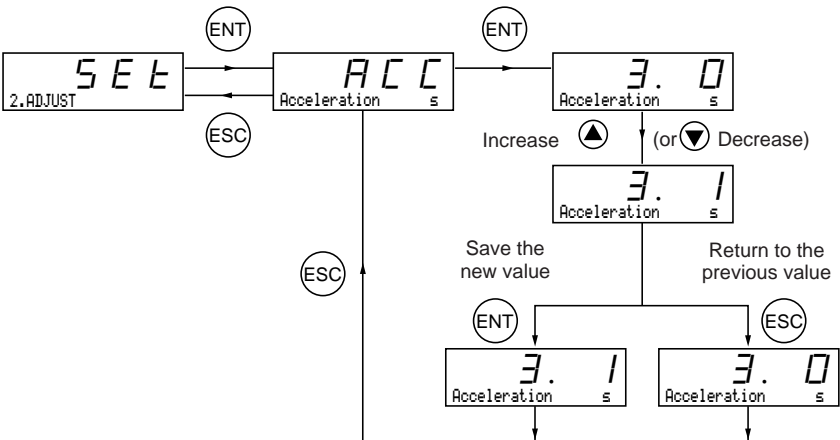 ENT
ENT
SEt
2.ADJUST
ACC
Acceleration s
3. 0
Acceleration s
ESC
Increase
(or
Decrease)
3. 1
Acceleration s
Save the
new value
Return to the
previous value
ESC
ENT
ESC
3. 1
Acceleration s
3. 0
Acceleration s